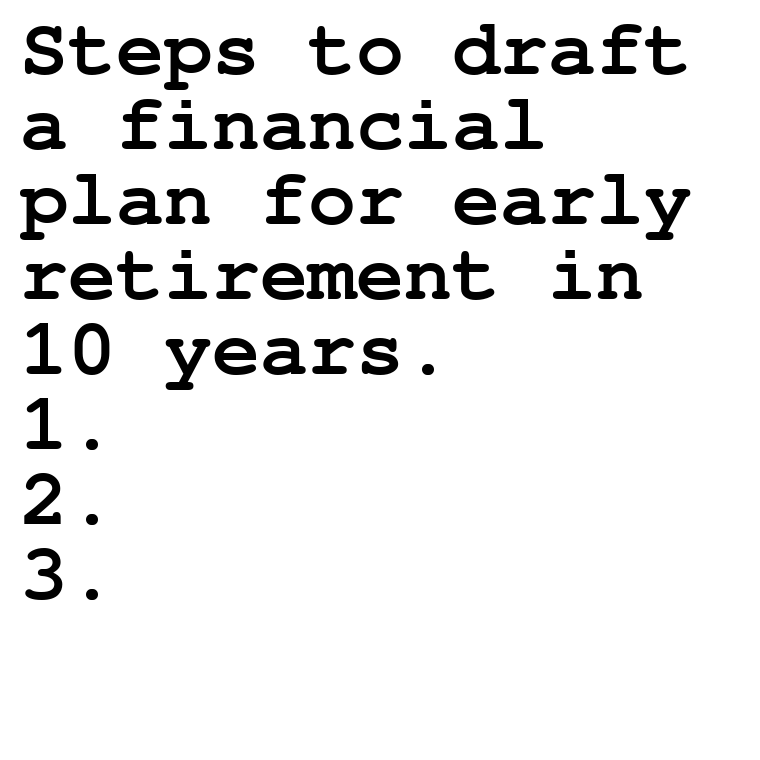 Steps to draft
a financial
plan for early
retirement in
10 years.
1.
2.
3.